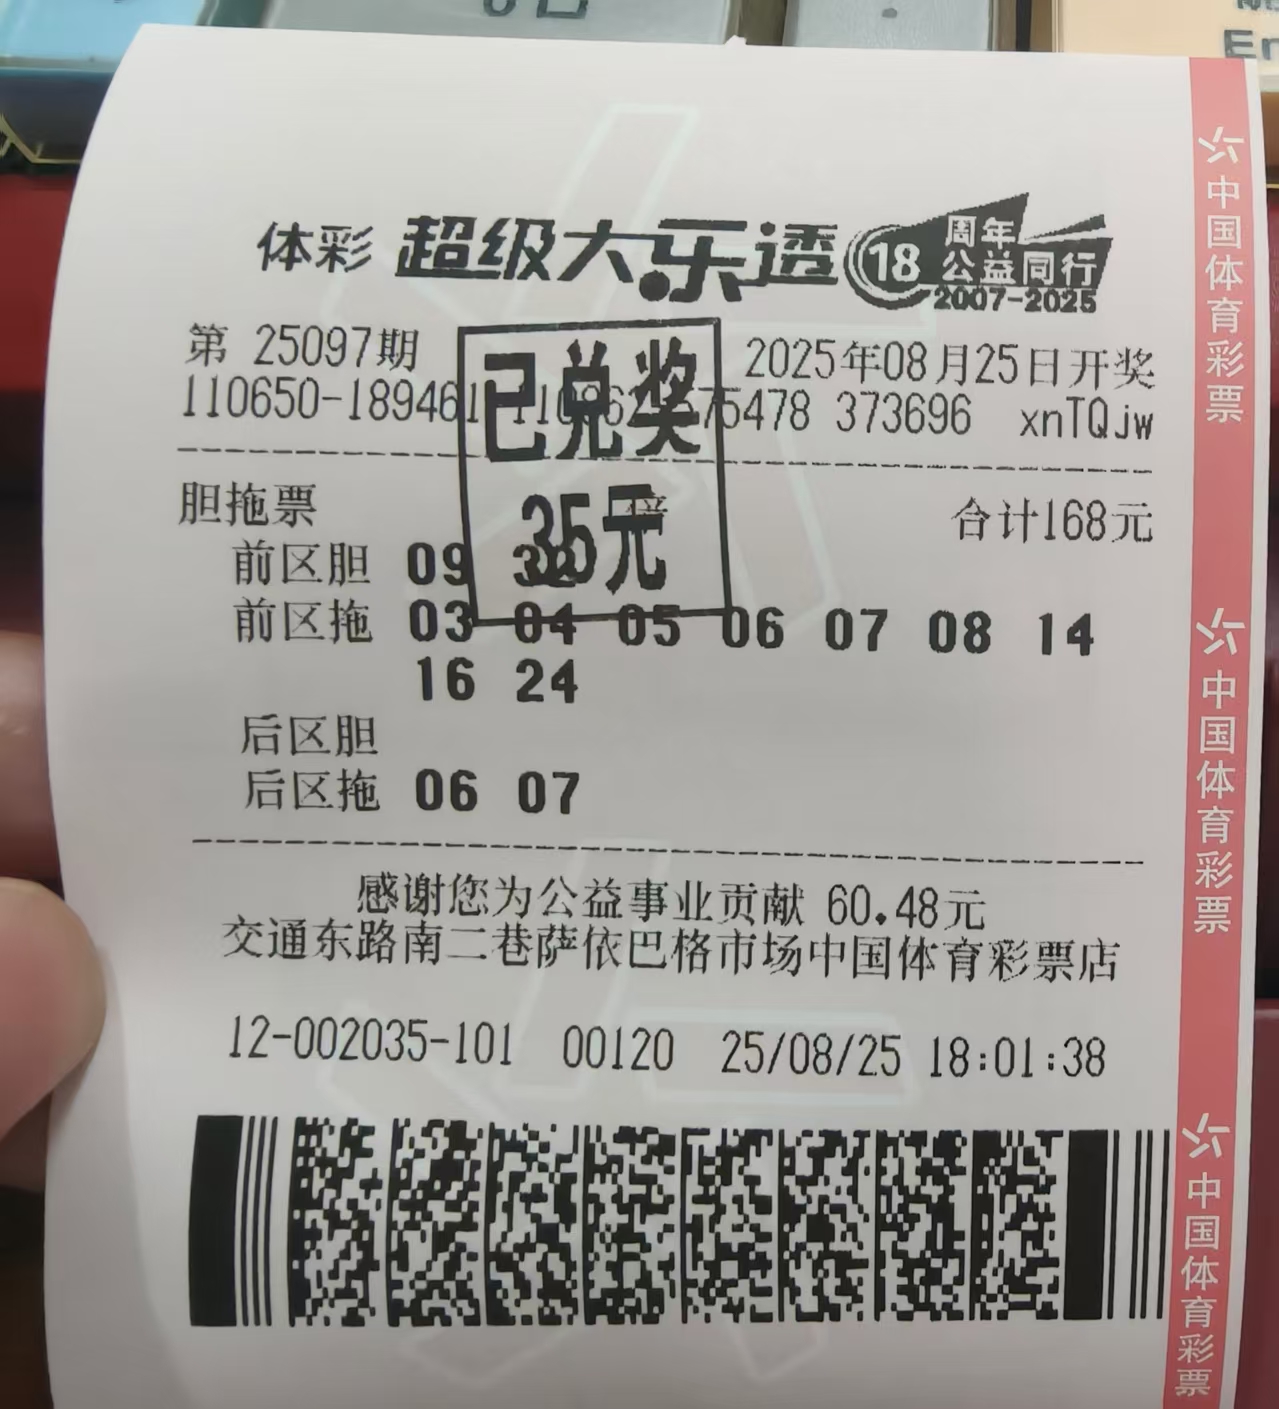 体彩 超级大乐透 18 周年 公益同行 2007-2025
第 25097期 2025年08月25日开奖
110650-189461 75478 373696 xnTQjw
已兑奖
35元
胆拖票 倍 合计168元
前区胆 09 32
前区拖 03 04 05 06 07 08 14
16 24
后区胆
后区拖 06 07
感谢您为公益事业贡献 60.48元
交通东路南二巷萨依巴格市场中国体育彩票店
12-002035-101 00120 25/08/25 18:01:38
中国体育彩票
中国体育彩票
中国体育彩票
En